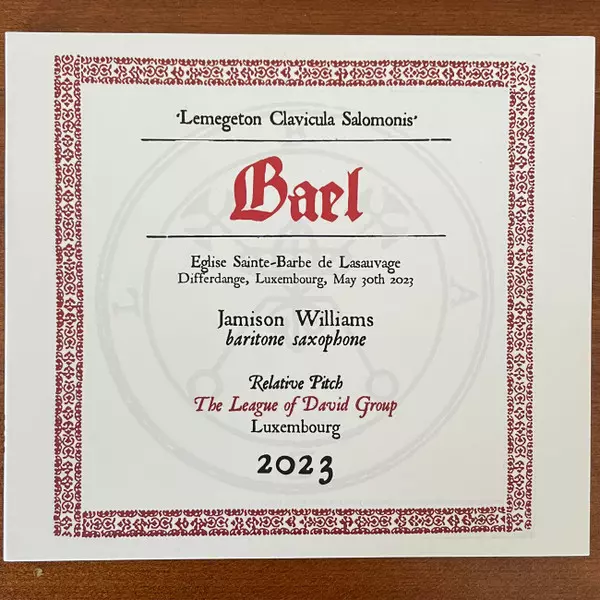 'Lemegeton Clavicula Salomonis'
Bael
Eglise Sainte-Barbe de Lasauvage
Differdange, Luxembourg, May 30th 2023
Jamison Williams
baritone saxophone
Relative Pitch
The League of David Group
Luxembourg
2023
B
A
E
L